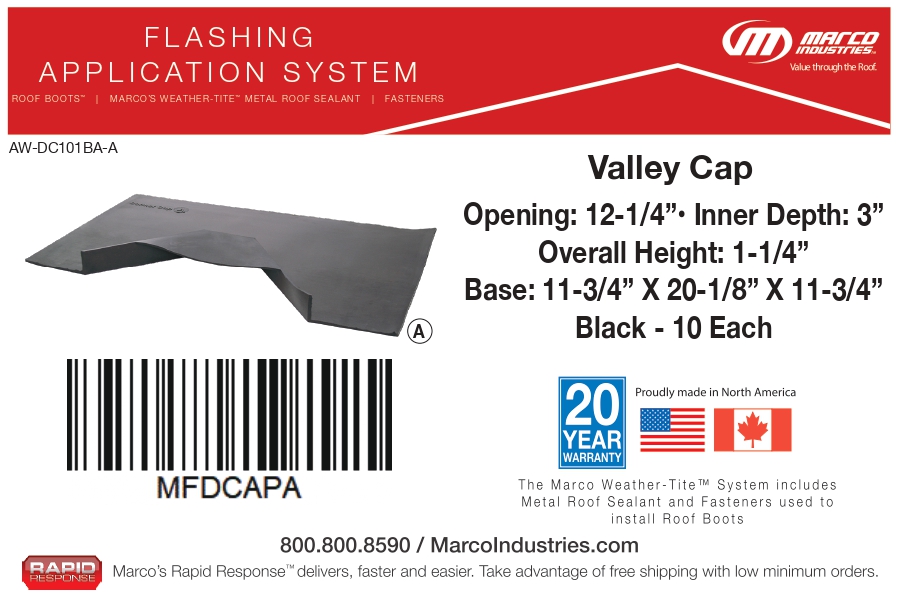 FLASHING
APPLICATION SYSTEM
ROOF BOOTS™ | MARCO'S WEATHER-TITE™ METAL ROOF SEALANT | FASTENERS
MARCO
INDUSTRIES™
Value through the Roof.
AW-DC101BA-A
Valley Cap
Opening: 12-1/4”• Inner Depth: 3”
Overall Height: 1-1/4”
Base: 11-3/4” X 20-1/8” X 11-3/4”
Black - 10 Each
A
MFDCAPA
20
YEAR
WARRANTY
Proudly made in North America
The Marco Weather-Tite™ System includes
Metal Roof Sealant and Fasteners used to
install Roof Boots
800.800.8590 / MarcoIndustries.com
RAPID
RESPONSE
Marco’s Rapid Response™ delivers, faster and easier. Take advantage of free shipping with low minimum orders.